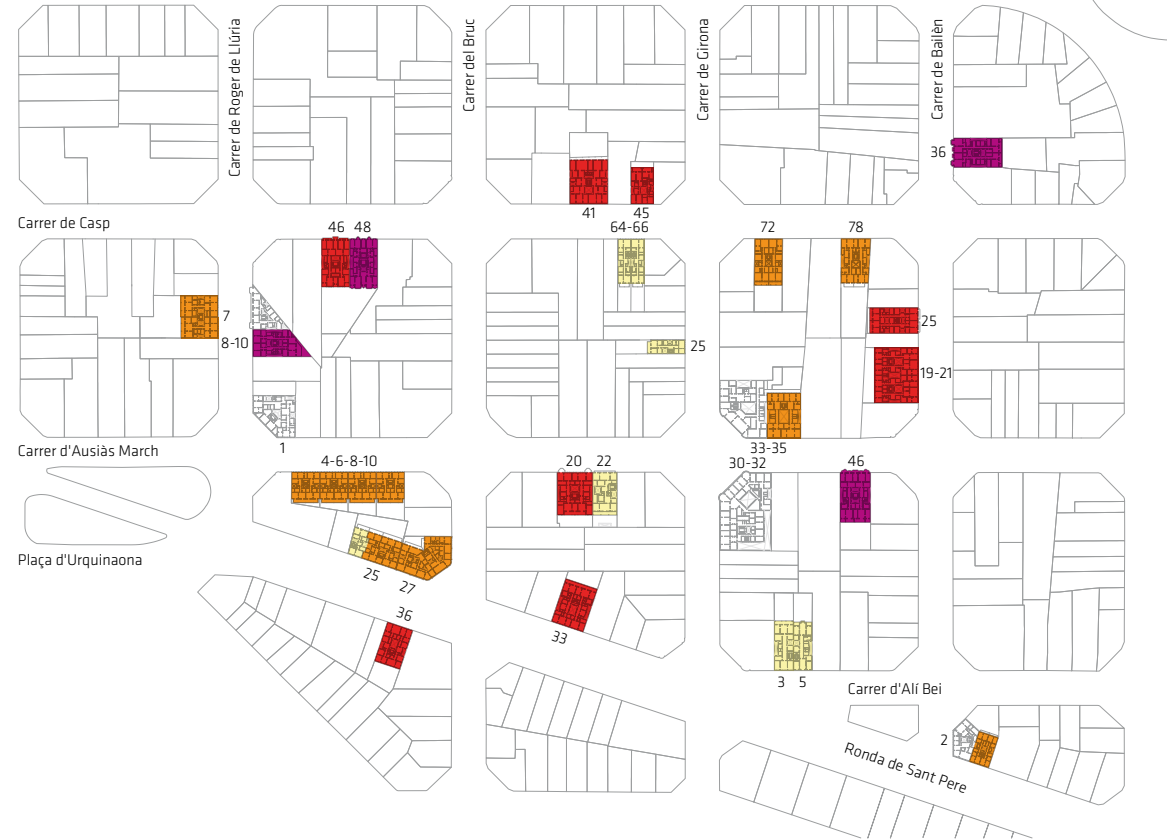 Carrer de Roger de Llúria
Carrer del Bruc
Carrer de Girona
Carrer de Bailèn
36
41
45
Carrer de Casp
46 48
64-66
72
78
7
8-10
25
25
19-21
1
33-35
Carrer d'Ausiàs March
4-6-8-10
20 22
30-32
46
Plaça d'Urquinaona
25
27
36
33
3 5
Carrer d'Alí Bei
2
Ronda de Sant Pere